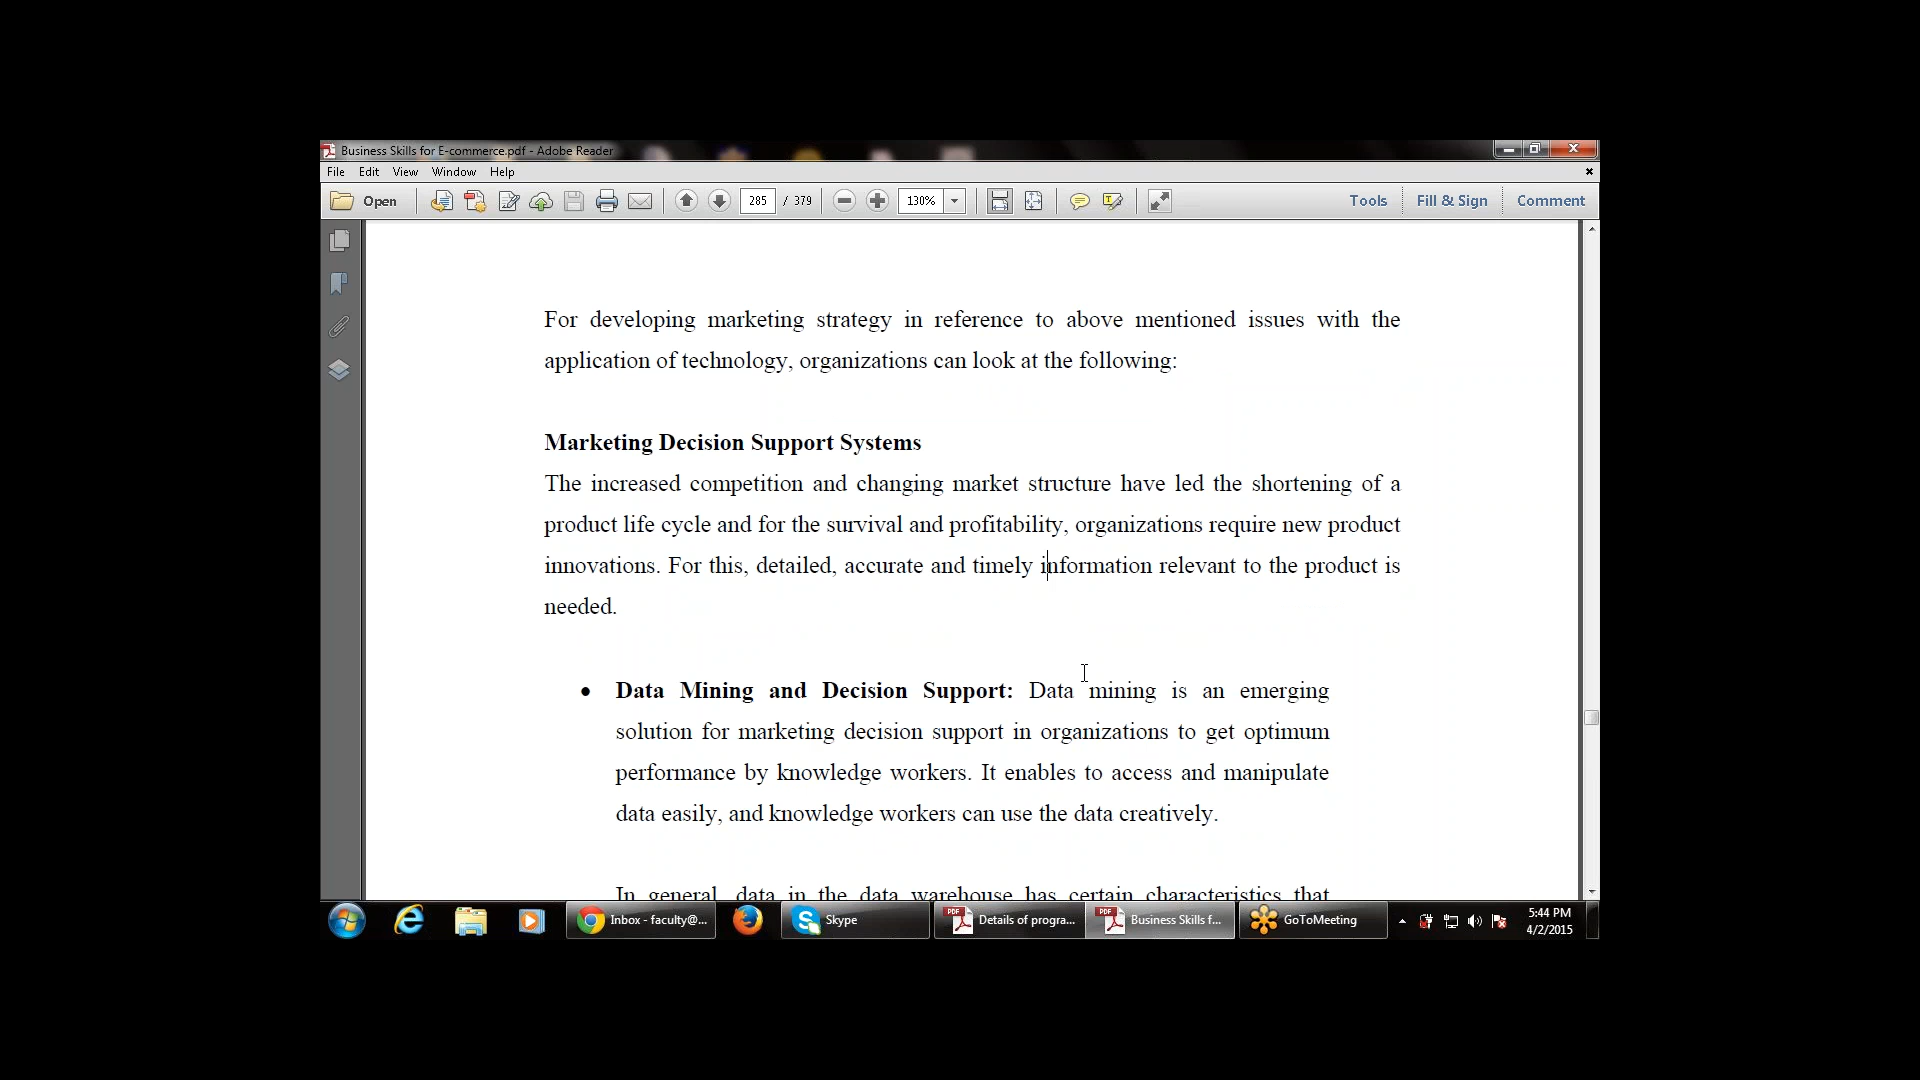 Business Skills for E-commerce.pdf - Adobe Reader
File Edit View Window Help
Open 285 / 379 130% Tools Fill & Sign Comment
For developing marketing strategy in reference to above mentioned issues with the
application of technology, organizations can look at the following:
Marketing Decision Support Systems
The increased competition and changing market structure have led the shortening of a
product life cycle and for the survival and profitability, organizations require new product
innovations. For this, detailed, accurate and timely information relevant to the product is
needed.
• Data Mining and Decision Support: Data mining is an emerging
solution for marketing decision support in organizations to get optimum
performance by knowledge workers. It enables to access and manipulate
data easily, and knowledge workers can use the data creatively.
In general, data in the data warehouse has certain characteristics that
Inbox - faculty@... Skype Details of progra... Business Skills f... GoToMeeting 5:44 PM
4/2/2015